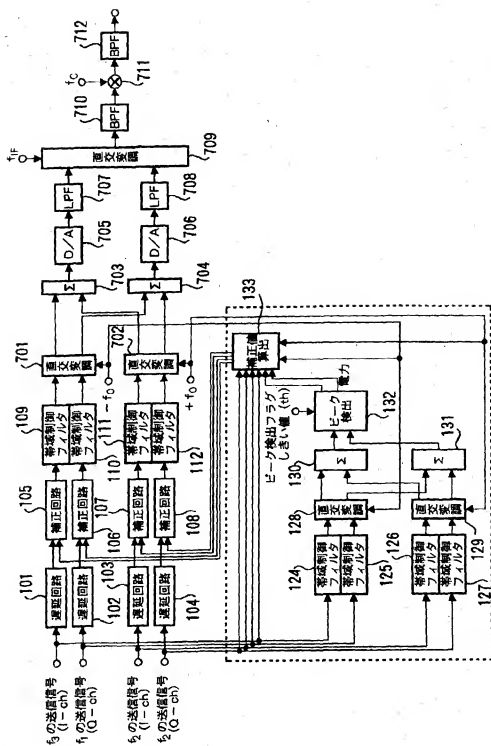 f3の送信信号
(I-ch)
f1の送信信号
(Q-ch)
f2の送信信号
(I-ch)
f2の送信信号
(Q-ch)
101
遅延回路
遅延回路
102
103
遅延回路
遅延回路
104
105
補正回路
補正回路
106
107
補正回路
補正回路
108
109
帯域制御
フィルタ
帯域制御
フィルタ
110
111
帯域制御
フィルタ
帯域制御
フィルタ
112
701
直交変調
-f0
702
直交変調
+f0
Σ
703
Σ
704
705
D/A
D/A
706
707
LPF
LPF
708
fIF
直交変調
709
710
BPF
fC
711
712
BPF
133
補正値
算出
電力
ピーク検出フラグ
しきい値(th)
ピーク
検出
132
130
Σ
131
Σ
128
直交変調
直交変調
129
124
帯域制御
フィルタ
帯域制御
フィルタ
125
126
帯域制御
フィルタ
帯域制御
フィルタ
127